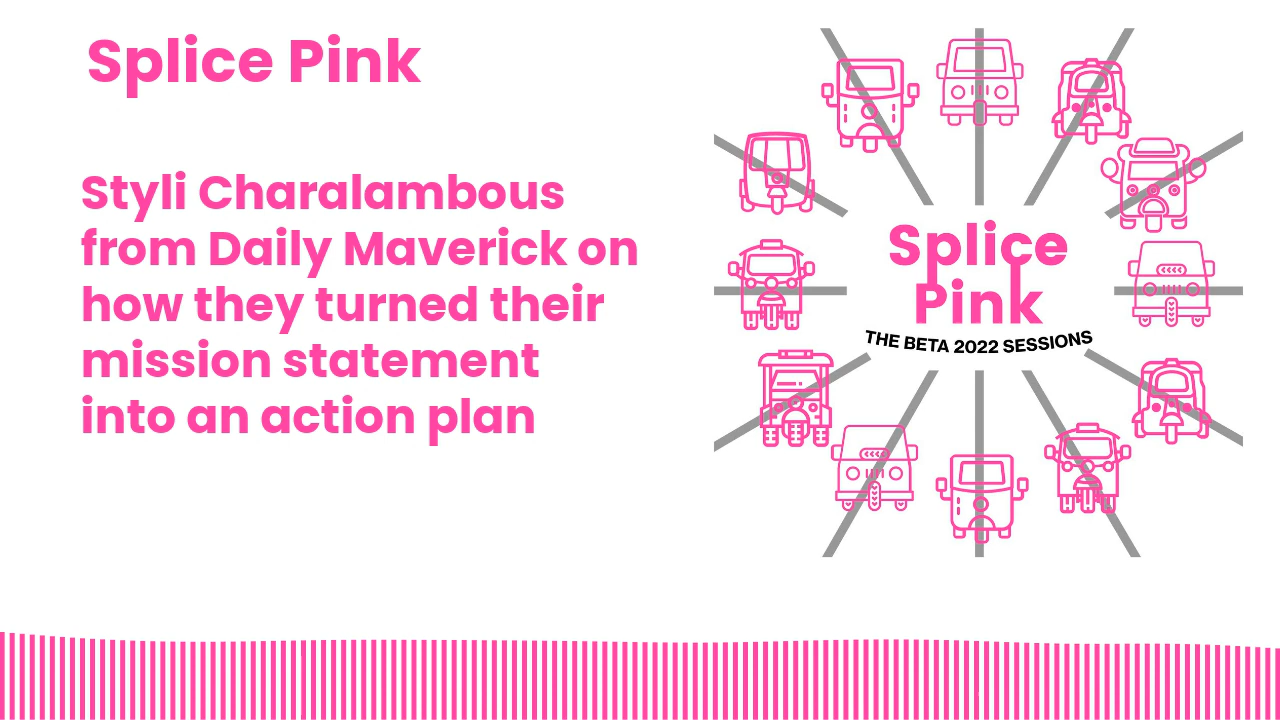 Splice Pink
Styli Charalambous
from Daily Maverick on
how they turned their
mission statement
into an action plan
Splice
Pink
THE BETA 2022 SESSIONS